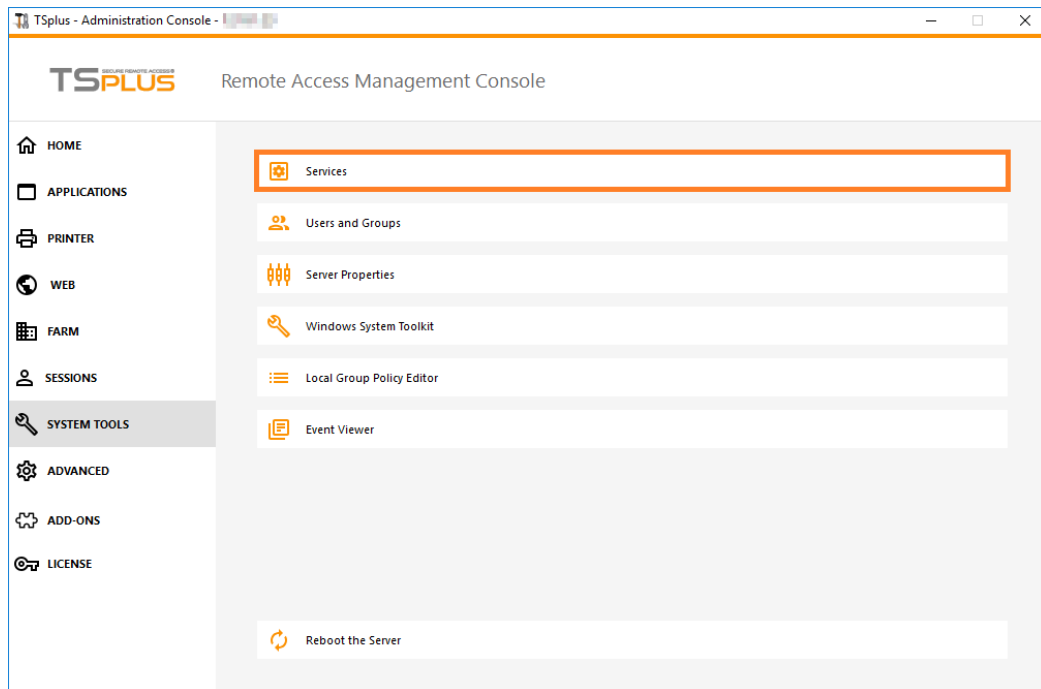 TSplus - Administration Console -
TSPLUS
SECURE REMOTE ACCESS®
Remote Access Management Console
HOME
APPLICATIONS
PRINTER
WEB
FARM
SESSIONS
SYSTEM TOOLS
ADVANCED
ADD-ONS
LICENSE
Services
Users and Groups
Server Properties
Windows System Toolkit
Local Group Policy Editor
Event Viewer
Reboot the Server